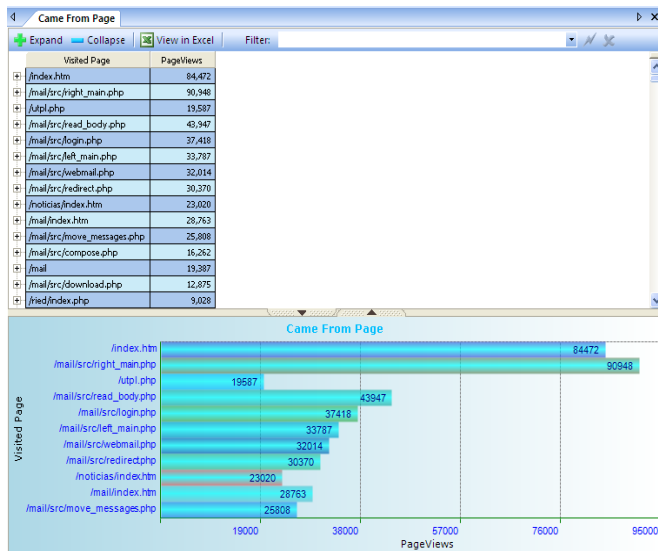 Came From Page
Expand Collapse View in Excel Filter:
Visited Page PageViews
/index.htm 84,472
/mail/src/right_main.php 90,948
/utpl.php 19,587
/mail/src/read_body.php 43,947
/mail/src/login.php 37,418
/mail/src/left_main.php 33,787
/mail/src/webmail.php 32,014
/mail/src/redirect.php 30,370
/noticias/index.htm 23,020
/mail/index.htm 28,763
/mail/src/move_messages.php 25,808
/mail/src/compose.php 16,262
/mail 19,387
/mail/src/download.php 12,875
/ried/index.php 9,028
Came From Page
Visited Page
/index.htm 84472
/mail/src/right_main.php 90948
/utpl.php 19587
/mail/src/read_body.php 43947
/mail/src/login.php 37418
/mail/src/left_main.php 33787
/mail/src/webmail.php 32014
/mail/src/redirect.php 30370
/noticias/index.htm 23020
/mail/index.htm 28763
/mail/src/move_messages.php 25808
19000 38000 57000 76000 95000
PageViews